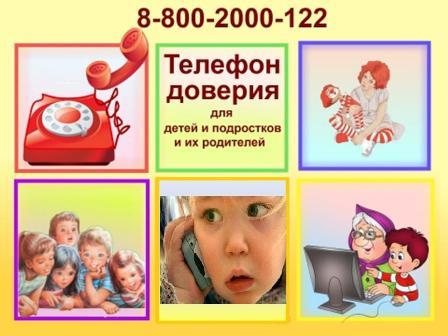 8-800-2000-122
Телефон
доверия
для
детей и подростков
и их родителей